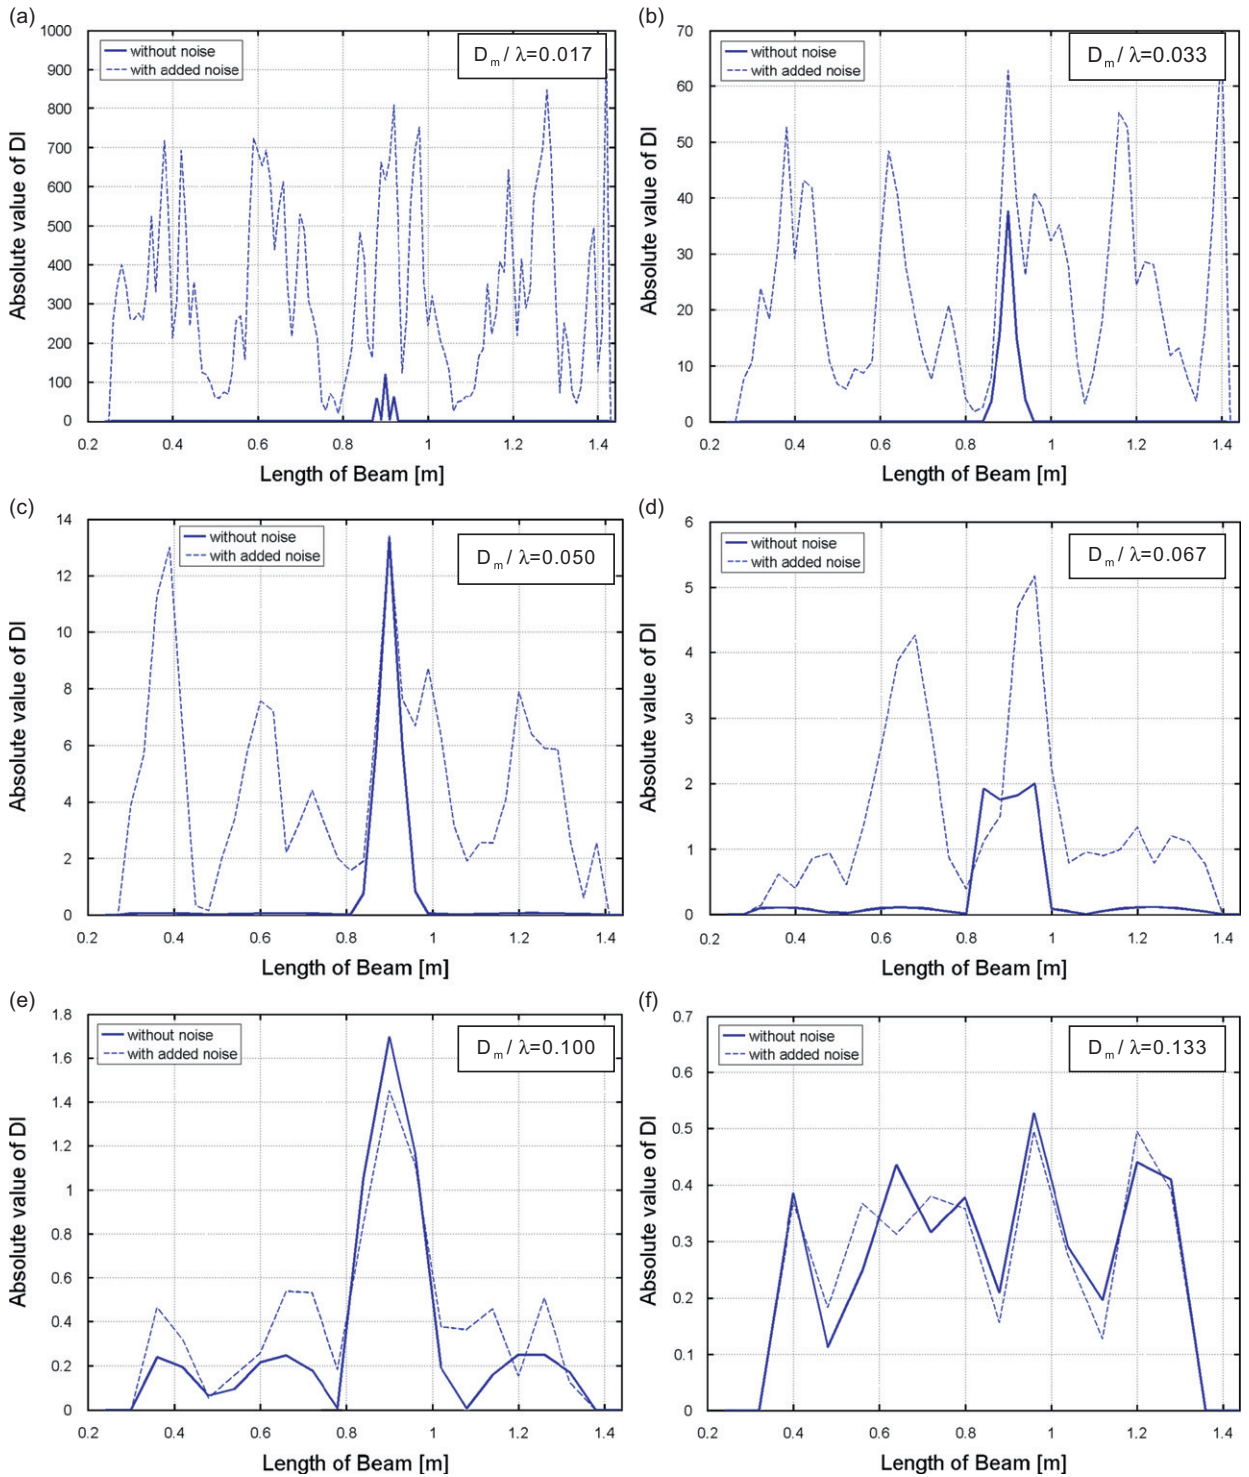 (a)
1000
900
800
700
600
500
400
300
200
100
0
0.2 0.4 0.6 0.8 1 1.2 1.4
Absolute value of DI
Length of Beam [m]
without noise
with added noise
Dm / λ=0.017
(b)
70
60
50
40
30
20
10
0
0.2 0.4 0.6 0.8 1 1.2 1.4
Absolute value of DI
Length of Beam [m]
without noise
with added noise
Dm / λ=0.033
(c)
14
12
10
8
6
4
2
0
0.2 0.4 0.6 0.8 1 1.2 1.4
Absolute value of DI
Length of Beam [m]
without noise
with added noise
Dm / λ=0.050
(d)
6
5
4
3
2
1
0
0.2 0.4 0.6 0.8 1 1.2 1.4
Absolute value of DI
Length of Beam [m]
without noise
with added noise
Dm / λ=0.067
(e)
1.8
1.6
1.4
1.2
1
0.8
0.6
0.4
0.2
0
0.2 0.4 0.6 0.8 1 1.2 1.4
Absolute value of DI
Length of Beam [m]
without noise
with added noise
Dm / λ=0.100
(f)
0.7
0.6
0.5
0.4
0.3
0.2
0.1
0
0.2 0.4 0.6 0.8 1 1.2 1.4
Absolute value of DI
Length of Beam [m]
without noise
with added noise
Dm / λ=0.133